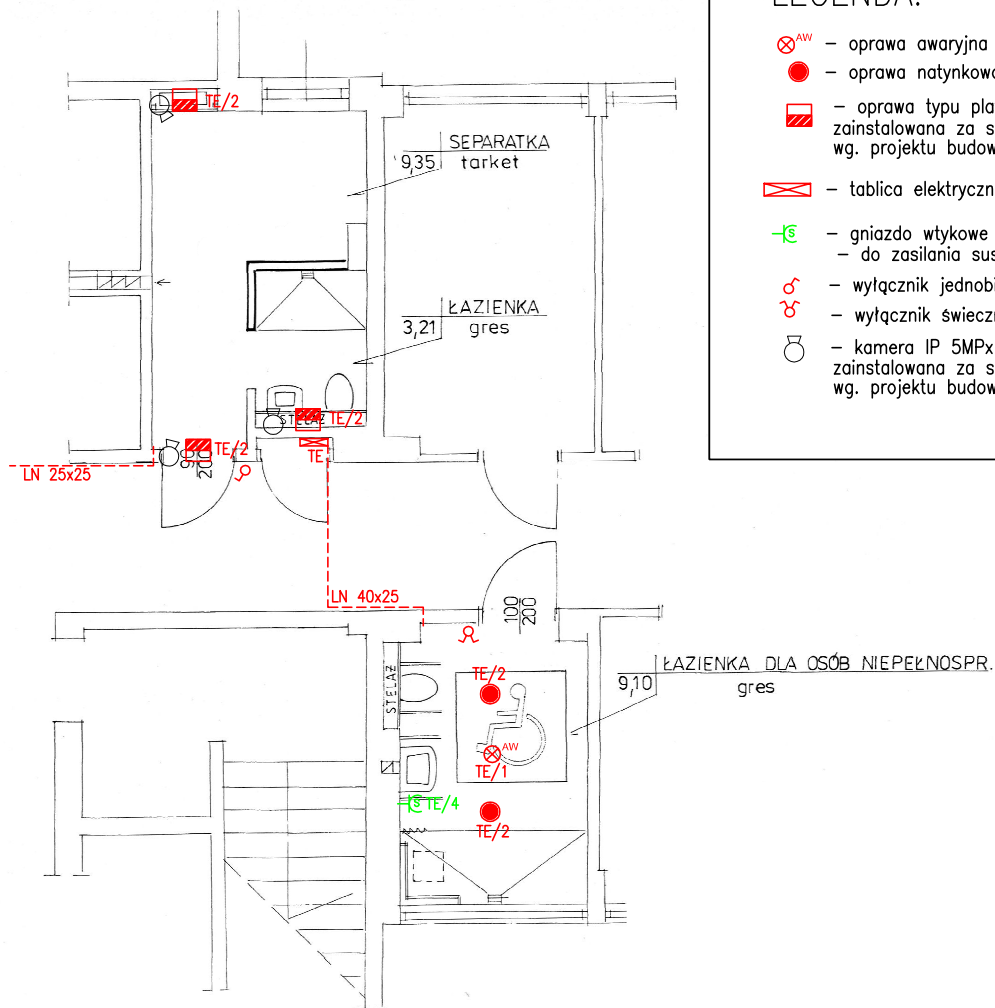 LEGENDA:
AW – oprawa awaryjna
– oprawa natynkowa
– oprawa typu pla
zainstalowana za s
wg. projektu budow
– tablica elektryczn
S – gniazdo wtykowe
– do zasilania sus
– wyłącznik jednobi
– wyłącznik świeczn
– kamera IP 5MPx
zainstalowana za s
wg. projektu budow
TE/2
SEPARATKA
9,35 tarket
ŁAZIENKA
3,21 gres
STELAŻ TE/2
TE/2
TE
90
200
LN 25x25
LN 40x25
100
200
ŁAZIENKA DLA OSÓB NIEPEŁNOSPR.
9,10 gres
STELAŻ
TE/2
AW
TE/1
S TE/4
TE/2